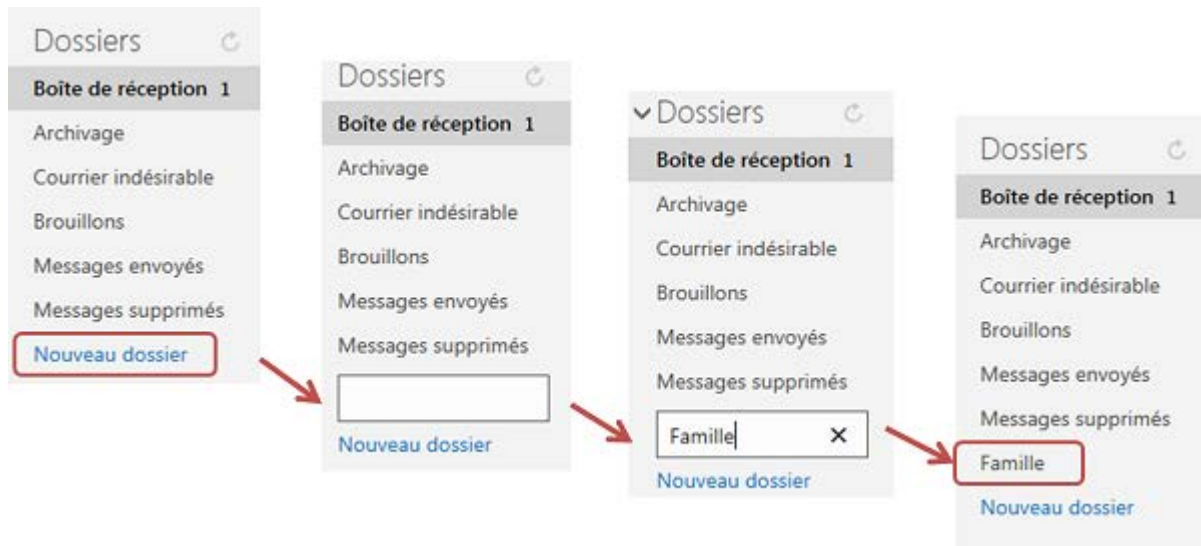 Dossiers
Boîte de réception 1
Archivage
Courrier indésirable
Brouillons
Messages envoyés
Messages supprimés
Nouveau dossier
Dossiers
Boîte de réception 1
Archivage
Courrier indésirable
Brouillons
Messages envoyés
Messages supprimés
Nouveau dossier
Dossiers
Boîte de réception 1
Archivage
Courrier indésirable
Brouillons
Messages envoyés
Messages supprimés
Famille
Nouveau dossier
Dossiers
Boîte de réception 1
Archivage
Courrier indésirable
Brouillons
Messages envoyés
Messages supprimés
Famille
Nouveau dossier